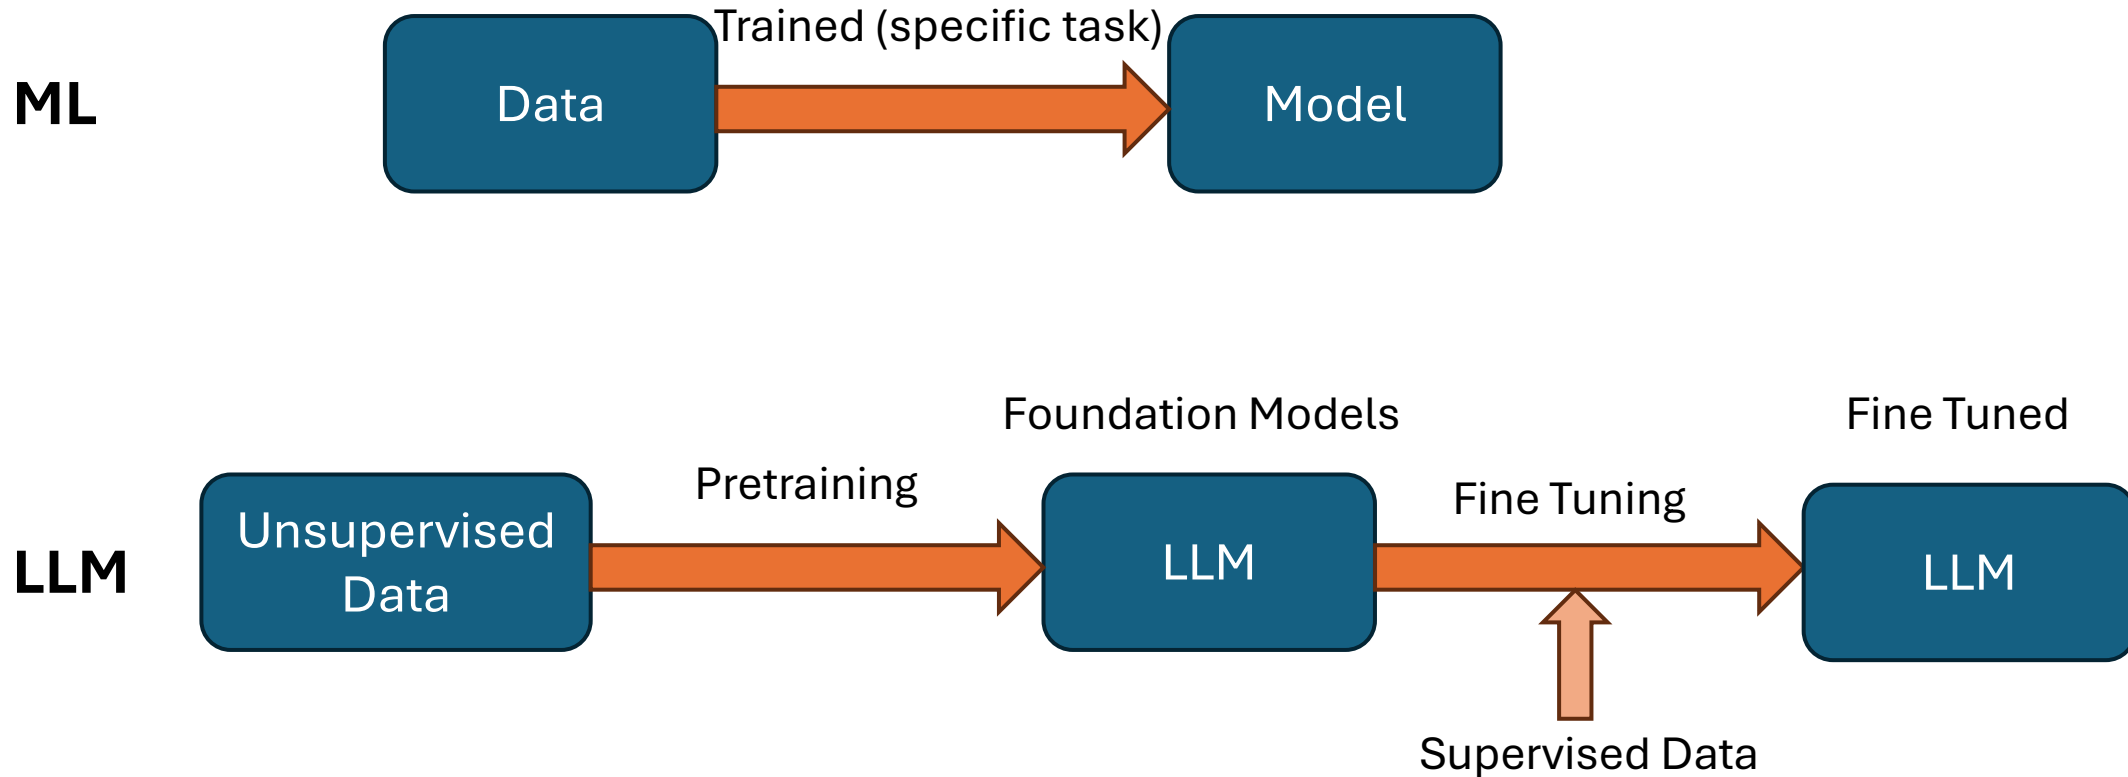 Trained (specific task)
ML
Data
Model
Foundation Models
Fine Tuned
Pretraining
Fine Tuning
LLM
Unsupervised
Data
LLM
LLM
Supervised Data